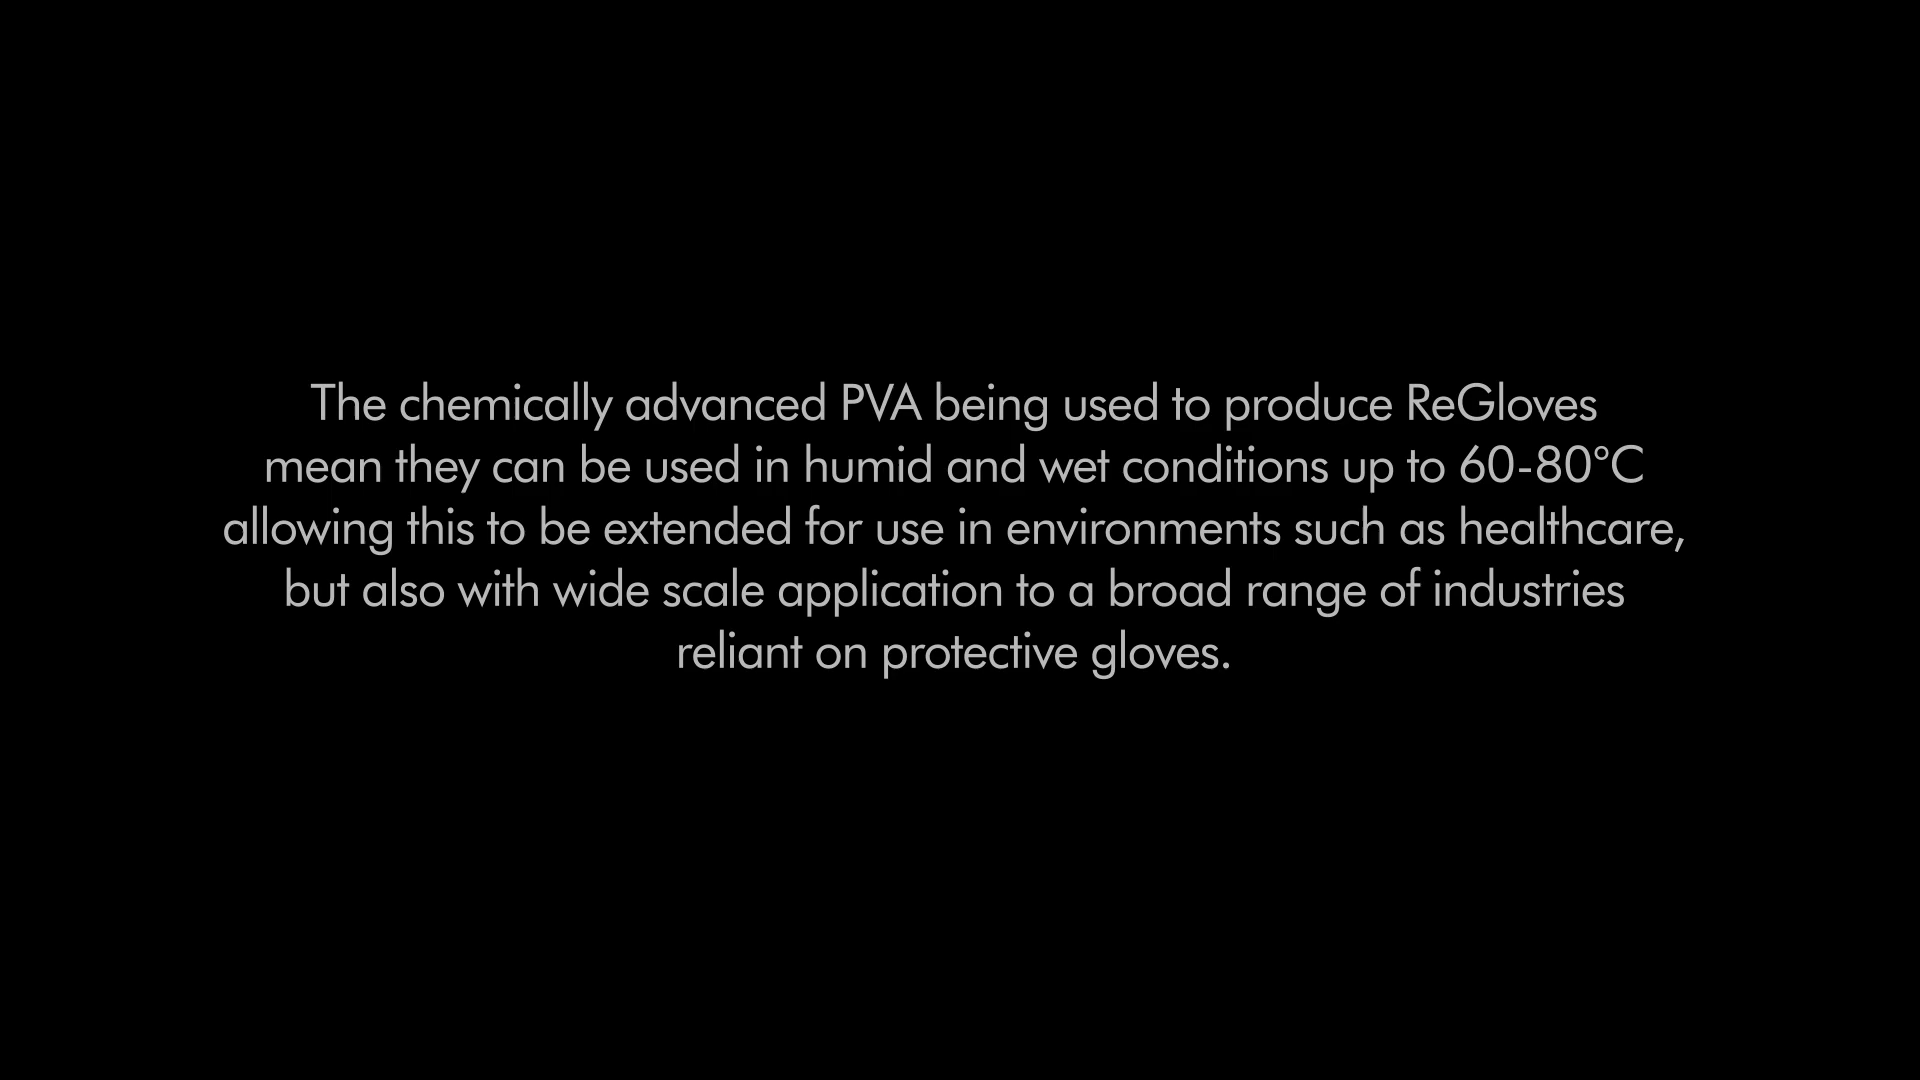 The chemically advanced PVA being used to produce ReGloves
mean they can be used in humid and wet conditions up to 60-80°C
allowing this to be extended for use in environments such as healthcare,
but also with wide scale application to a broad range of industries
reliant on protective gloves.